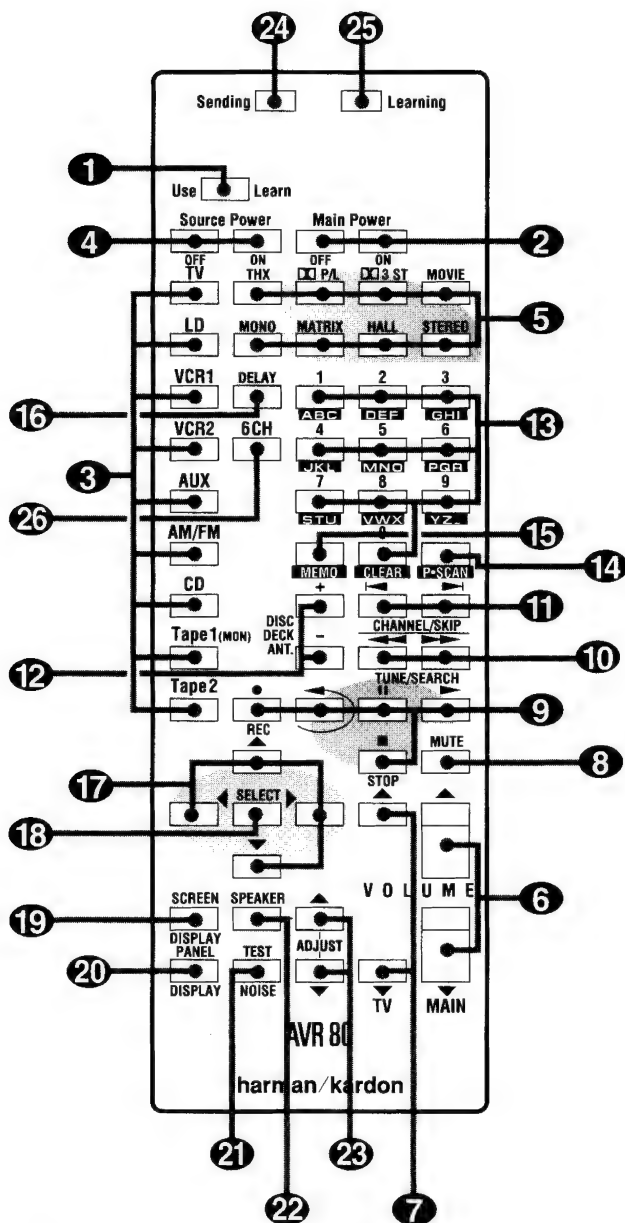 24 25
Sending Learning
1
Use Learn
4 Source Power Main Power 2
OFF ON OFF ON
TV THX P/L 3 ST MOVIE
5
LD MONO MATRIX HALL STEREO
VCR1 DELAY 1 2 3
16 ABC DEF GHI 13
VCR2 6CH 4 5 6
3 JKL MNO PQR
AUX 7 8 9
26 STU VWX YZ
AM/FM 15
MEMO CLEAR P•SCAN 14
CD +
DISC
DECK
ANT.
11
CHANNEL/SKIP
Tape1(MON) −
12 10
TUNE/SEARCH
Tape2 9
REC
STOP MUTE 8
17
SELECT
18
VOLUME 6
SCREEN SPEAKER
19
DISPLAY
PANEL TEST ADJUST
20
DISPLAY NOISE TV MAIN
AVR 80
harman/kardon
21 22 23 7